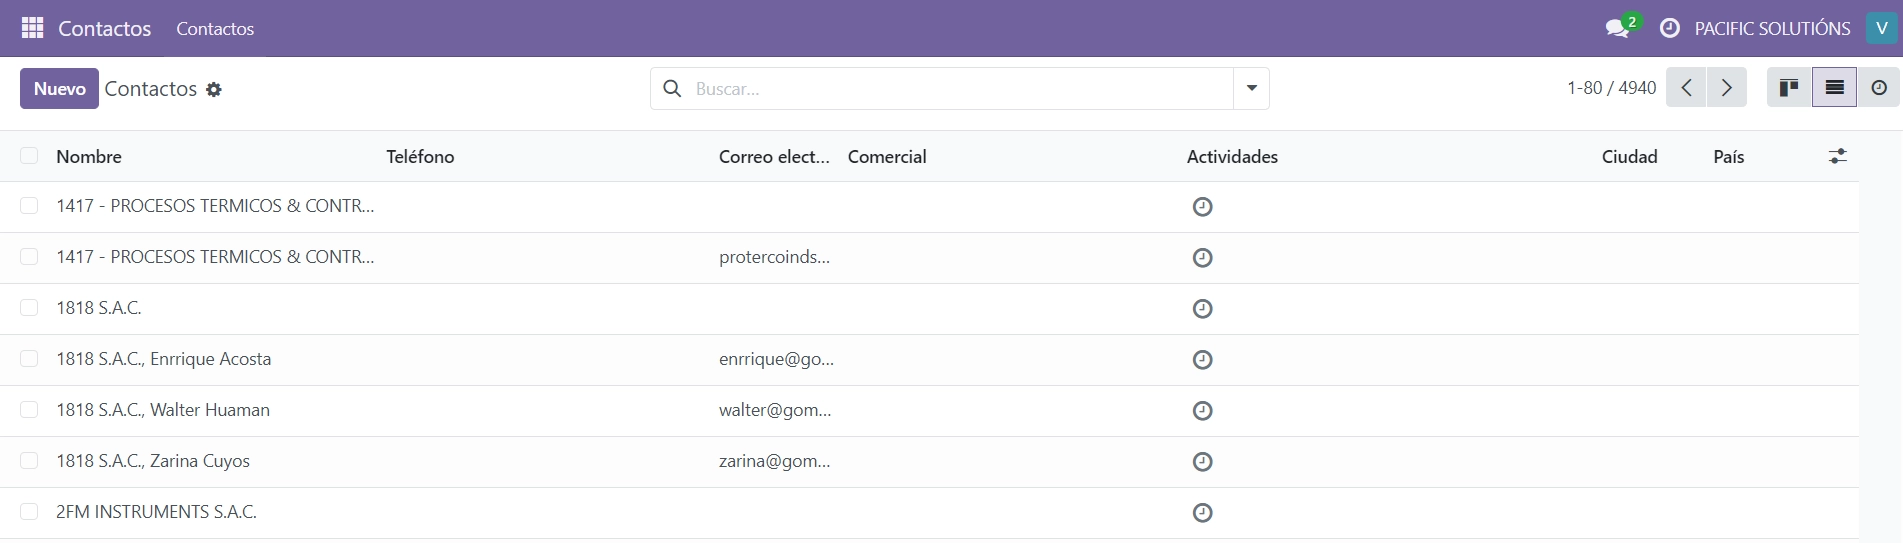 Contactos Contactos 2 PACIFIC SOLUTIÓNS V
Nuevo Contactos Buscar... 1-80 / 4940
Nombre Teléfono Correo elect... Comercial Actividades Ciudad País
1417 - PROCESOS TERMICOS & CONTR...
1417 - PROCESOS TERMICOS & CONTR... protercoinds...
1818 S.A.C.
1818 S.A.C., Enrrique Acosta enrrique@go...
1818 S.A.C., Walter Huaman walter@gom...
1818 S.A.C., Zarina Cuyos zarina@gom...
2FM INSTRUMENTS S.A.C.